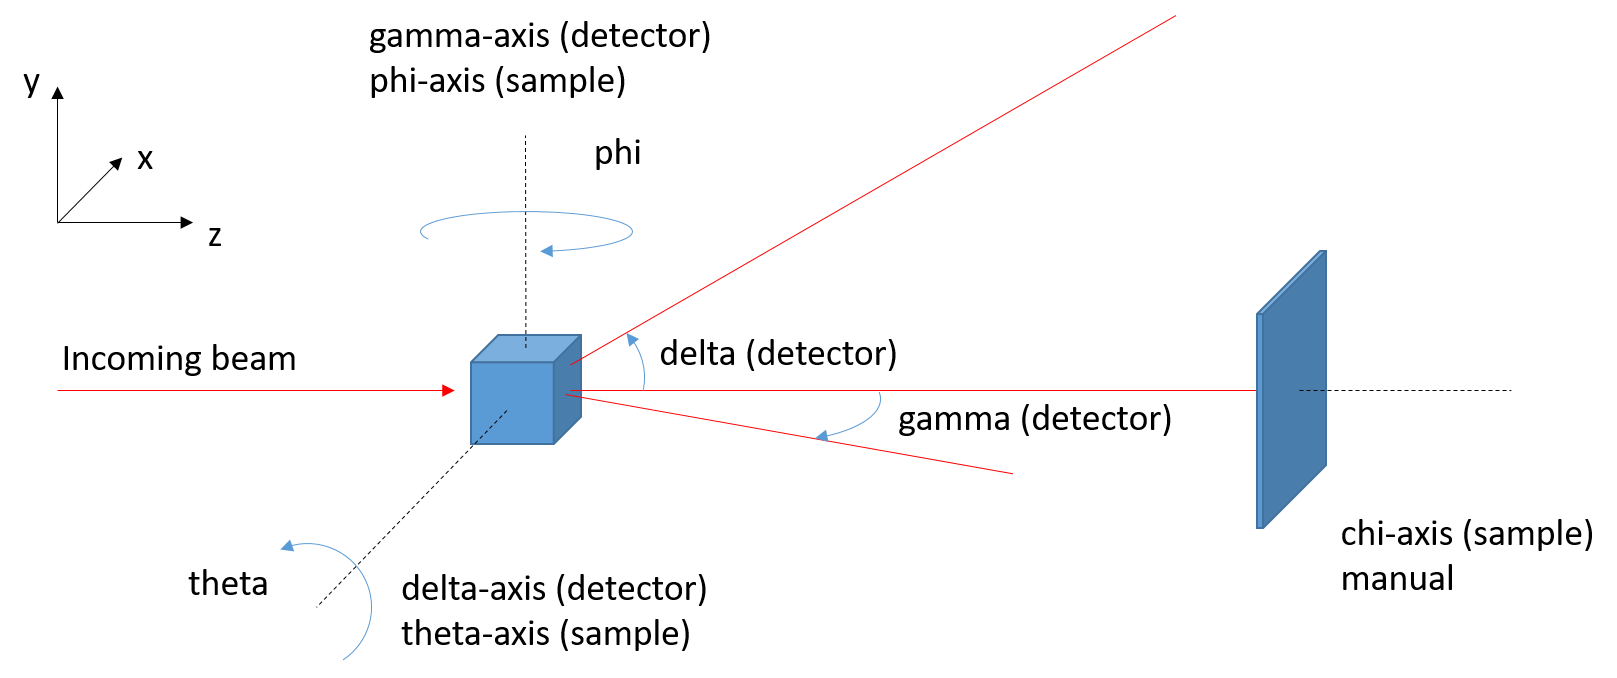 gamma-axis (detector)
phi-axis (sample)
y
x
z
phi
Incoming beam
delta (detector)
gamma (detector)
chi-axis (sample)
manual
theta
delta-axis (detector)
theta-axis (sample)